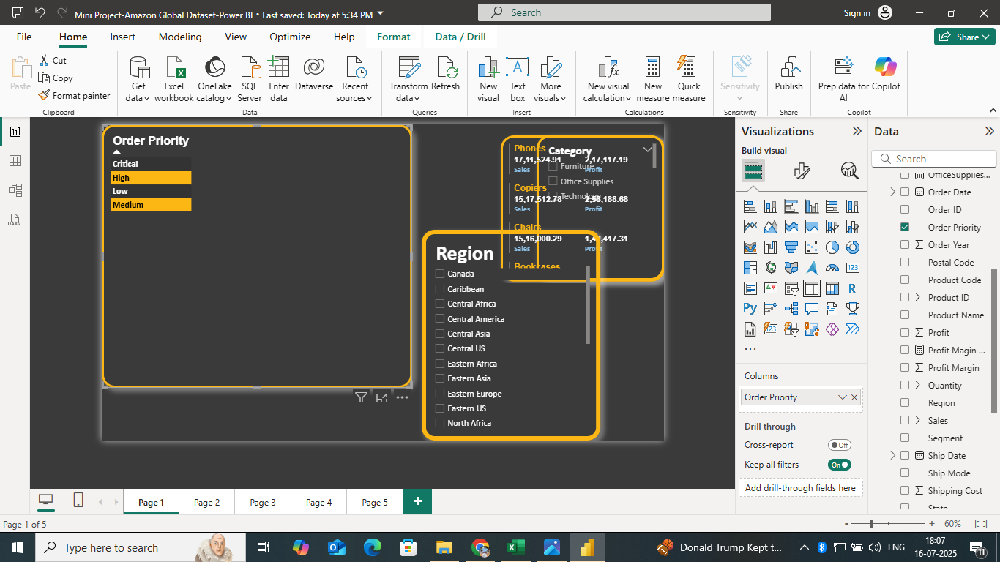 Mini Project-Amazon Global Dataset-Power BI • Last saved: Today at 5:34 PM
Search
Sign in
File
Home
Insert
Modeling
View
Optimize
Help
Format
Data / Drill
Share
Paste
Cut
Copy
Format painter
Get data
Excel workbook
OneLake catalog
SQL Server
Enter data
Dataverse
Recent sources
Transform data
Refresh
New visual
Text box
More visuals
New visual calculation
New measure
Quick measure
Sensitivity
Publish
Prep data for AI
Copilot
Clipboard
Data
Queries
Insert
Calculations
Sensitivity
Share
Copilot
Order Priority
Critical
High
Low
Medium
Phones
17,11,524.91
2,17,117.19
Sales
Profit
Copiers
15,17,512.78
2,58,188.68
Sales
Profit
Chairs
15,16,000.29
Sales
Profit
Bookcases
Category
Furniture
Office Supplies
Technology
Region
Canada
Caribbean
Central Africa
Central America
Central Asia
Central US
Eastern Africa
Eastern Asia
Eastern Europe
Eastern US
North Africa
Visualizations
Build visual
R
Py
123
Columns
Order Priority
Drill through
Cross-report
Off
Keep all filters
On
Add drill-through fields here
Data
Search
OfficeSupplies...
Order Date
Order ID
Order Priority
Order Year
Postal Code
Product Code
Product ID
Product Name
Profit
Profit Magin ...
Profit Margin
Quantity
Region
Sales
Segment
Ship Date
Ship Mode
Shipping Cost
State
Page 1
Page 2
Page 3
Page 4
Page 5
Page 1 of 5
- + 60%
Type here to search
Donald Trump Kept t...
ENG
18:07
16-07-2025
11